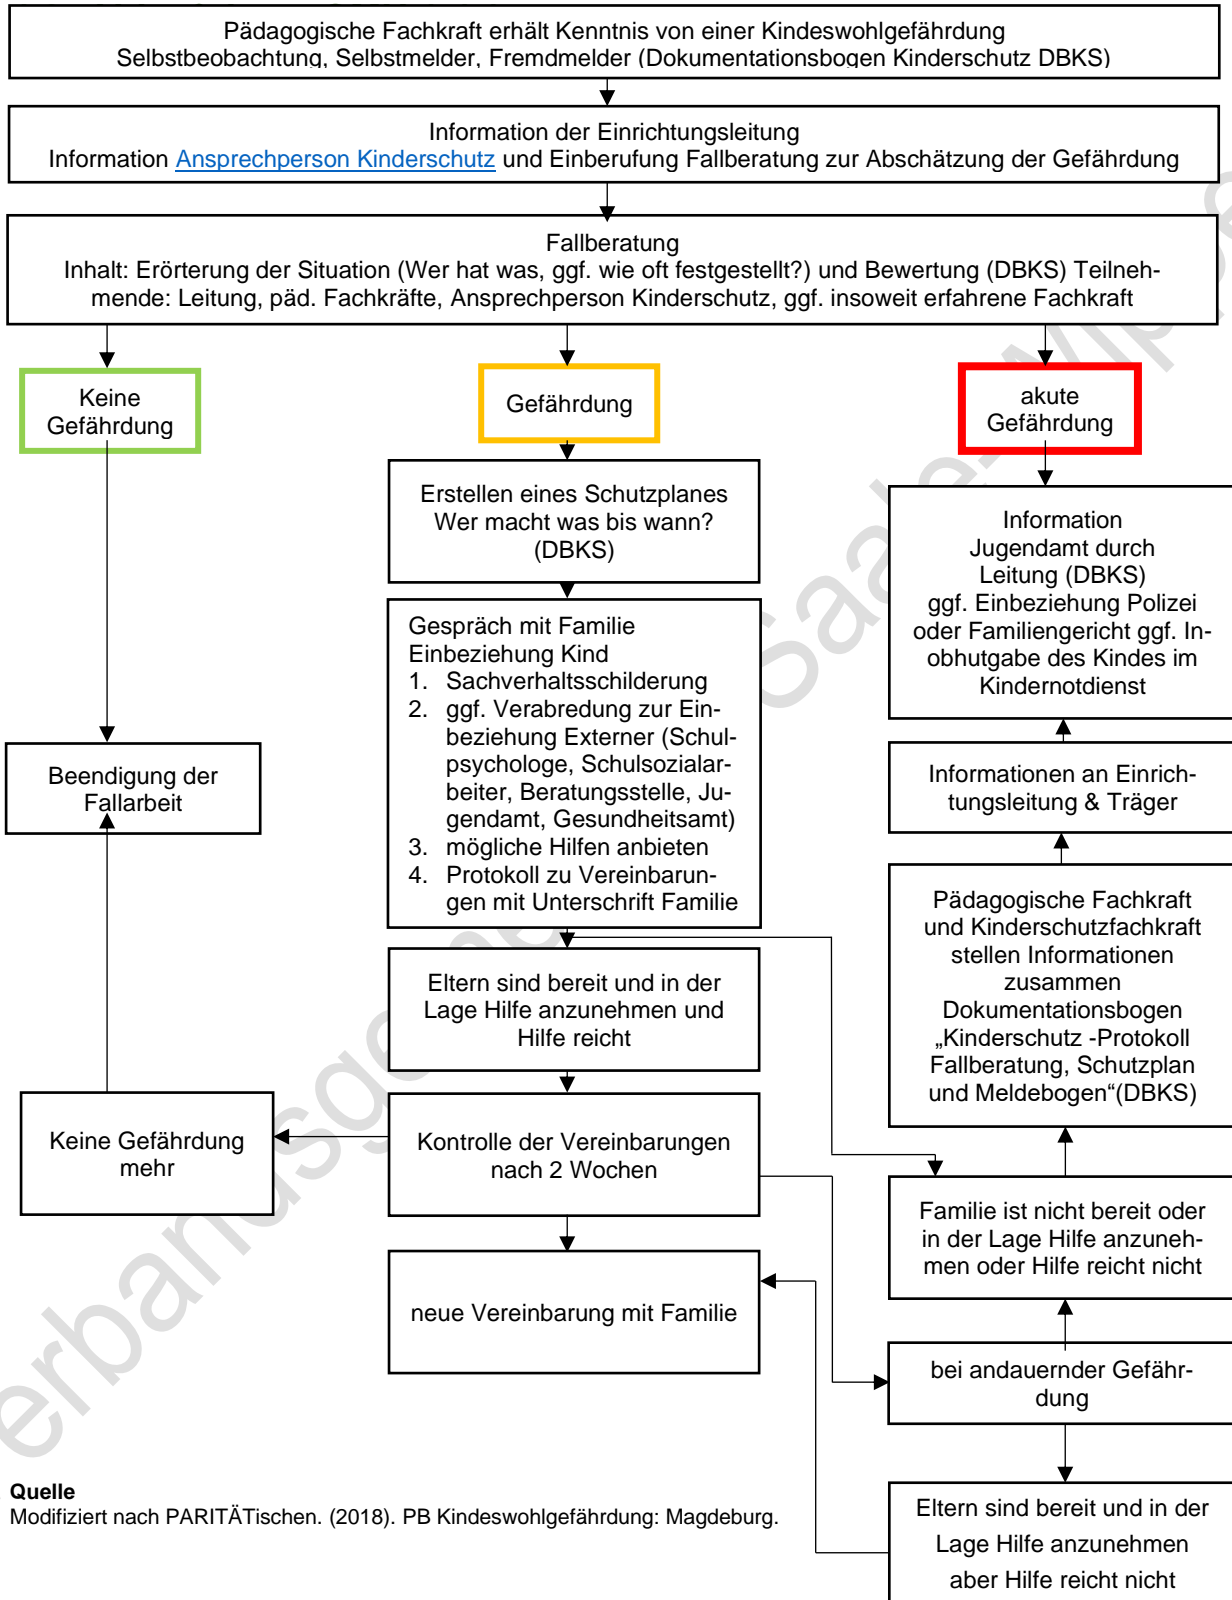 Pädagogische Fachkraft erhält Kenntnis von einer Kindeswohlgefährdung
Selbstbeobachtung, Selbstmelder, Fremdmelder (Dokumentationsbogen Kinderschutz DBKS)
Information der Einrichtungsleitung
Information Ansprechperson Kinderschutz und Einberufung Fallberatung zur Abschätzung der Gefährdung
Fallberatung
Inhalt: Erörterung der Situation (Wer hat was, ggf. wie oft festgestellt?) und Bewertung (DBKS) Teilneh-
mende: Leitung, päd. Fachkräfte, Ansprechperson Kinderschutz, ggf. insoweit erfahrene Fachkraft
Keine
Gefährdung
Gefährdung
akute
Gefährdung
Erstellen eines Schutzplanes
Wer macht was bis wann?
(DBKS)
Information
Jugendamt durch
Leitung (DBKS)
ggf. Einbeziehung Polizei
oder Familiengericht ggf. In-
obhutgabe des Kindes im
Kindernotdienst
Gespräch mit Familie
Einbeziehung Kind
1. Sachverhaltsschilderung
2. ggf. Verabredung zur Ein-
beziehung Externer (Schul-
psychologe, Schulsozialar-
beiter, Beratungsstelle, Ju-
gendamt, Gesundheitsamt)
3. mögliche Hilfen anbieten
4. Protokoll zu Vereinbarun-
gen mit Unterschrift Familie
Beendigung der
Fallarbeit
Informationen an Einrich-
tungsleitung & Träger
Pädagogische Fachkraft
und Kinderschutzfachkraft
stellen Informationen
zusammen
Dokumentationsbogen
„Kinderschutz -Protokoll
Fallberatung, Schutzplan
und Meldebogen“(DBKS)
Eltern sind bereit und in der
Lage Hilfe anzunehmen und
Hilfe reicht
Keine Gefährdung
mehr
Kontrolle der Vereinbarungen
nach 2 Wochen
Familie ist nicht bereit oder
in der Lage Hilfe anzuneh-
men oder Hilfe reicht nicht
neue Vereinbarung mit Familie
bei andauernder Gefähr-
dung
Eltern sind bereit und in der
Lage Hilfe anzunehmen
aber Hilfe reicht nicht
Quelle
Modifiziert nach PARITÄTischen. (2018). PB Kindeswohlgefährdung: Magdeburg.